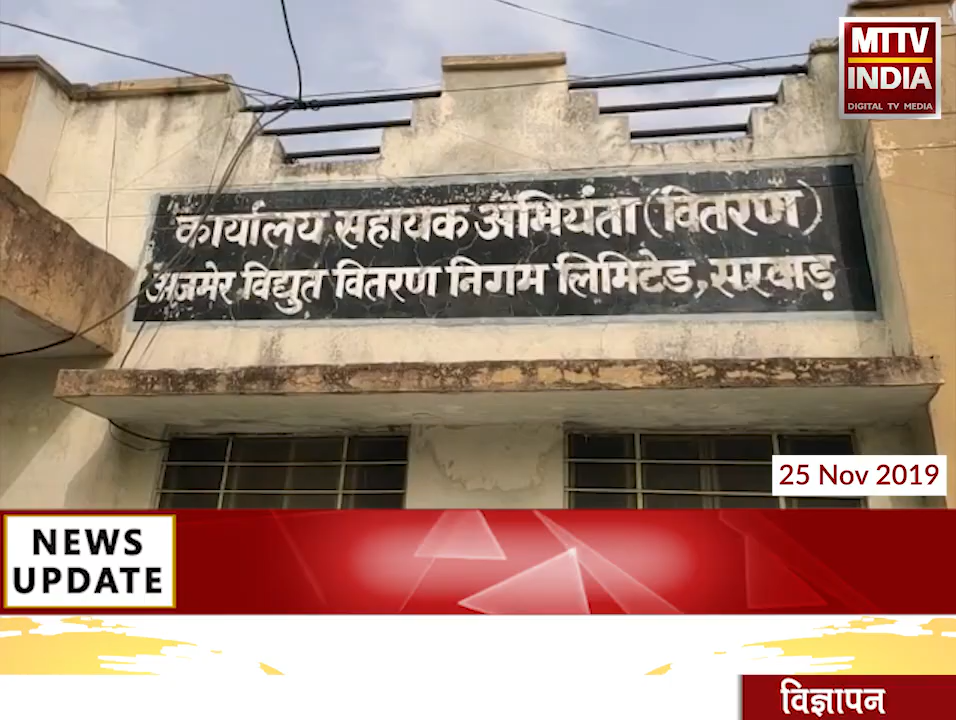 MTTV
INDIA
DIGITAL TV MEDIA
कार्यालय सहायक अभियंता (वितरण)
अजमेर विद्युत वितरण निगम लिमिटेड, सरवाड़
25 Nov 2019
NEWS
UPDATE
विज्ञापन